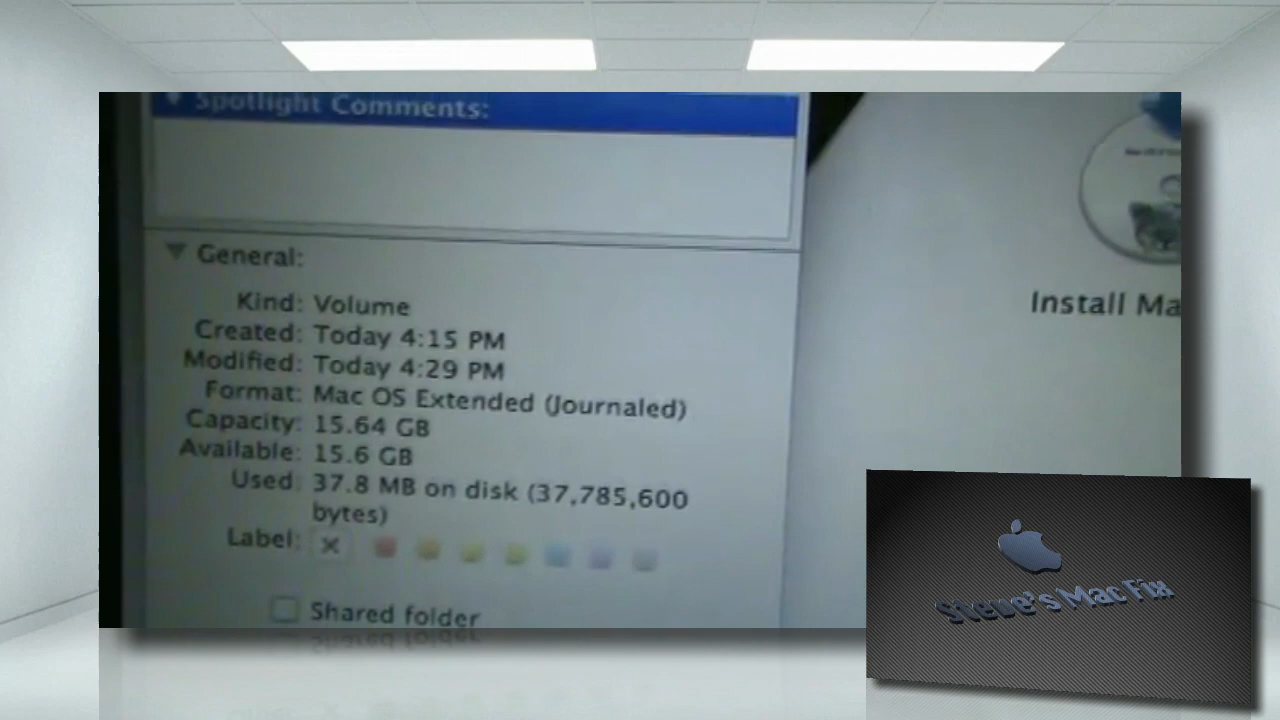 Spotlight Comments:
General:
Kind: Volume
Created: Today 4:15 PM
Modified: Today 4:29 PM
Format: Mac OS Extended (Journaled)
Capacity: 15.64 GB
Available: 15.6 GB
Used: 37.8 MB on disk (37,785,600
bytes)
Label:
Shared folder
Install Ma
Steve's Mac Fix